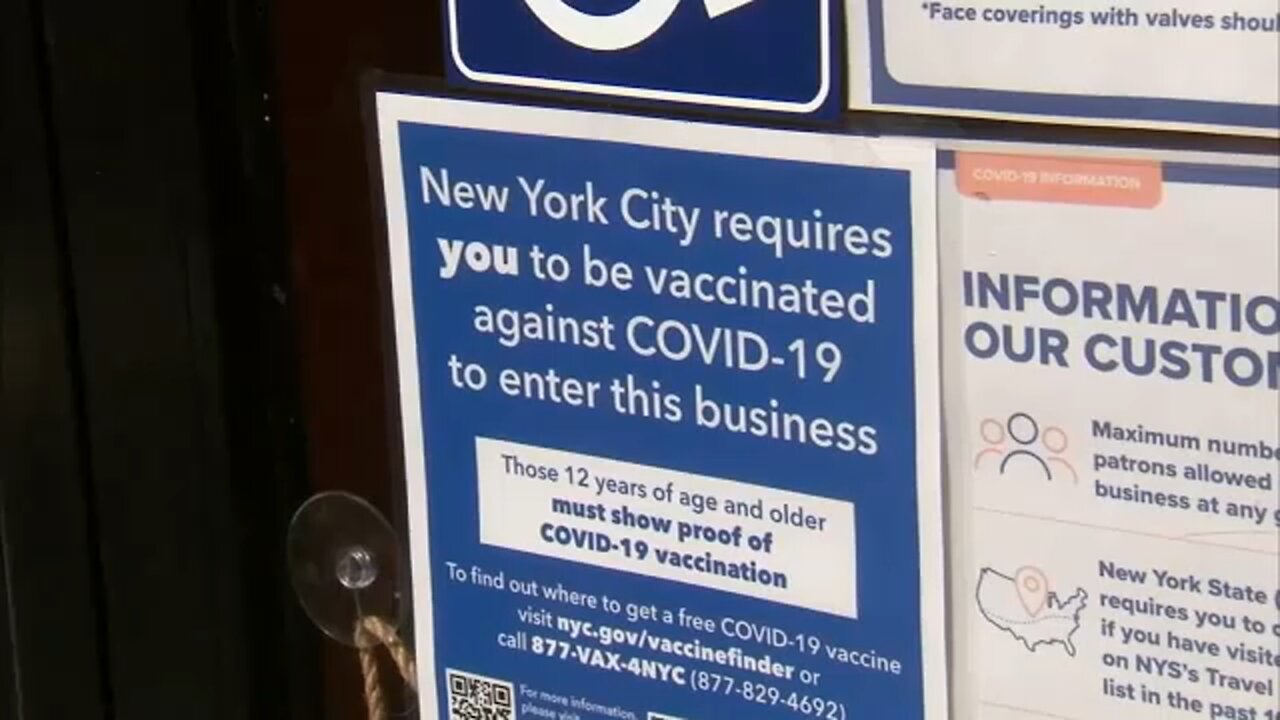 *Face coverings with valves shoul
New York City requires
you to be vaccinated
against COVID-19
to enter this business
Those 12 years of age and older
must show proof of
COVID-19 vaccination
To find out where to get a free COVID-19 vaccine
visit nyc.gov/vaccinefinder or
call 877-VAX-4NYC (877-829-4692)
For more information,
please visit
COVID-19 INFORMATION
INFORMATIO
OUR CUSTO
Maximum numbe
patrons allowed
business at any
New York State
requires you to
if you have visite
on NYS's Travel
list in the past 1